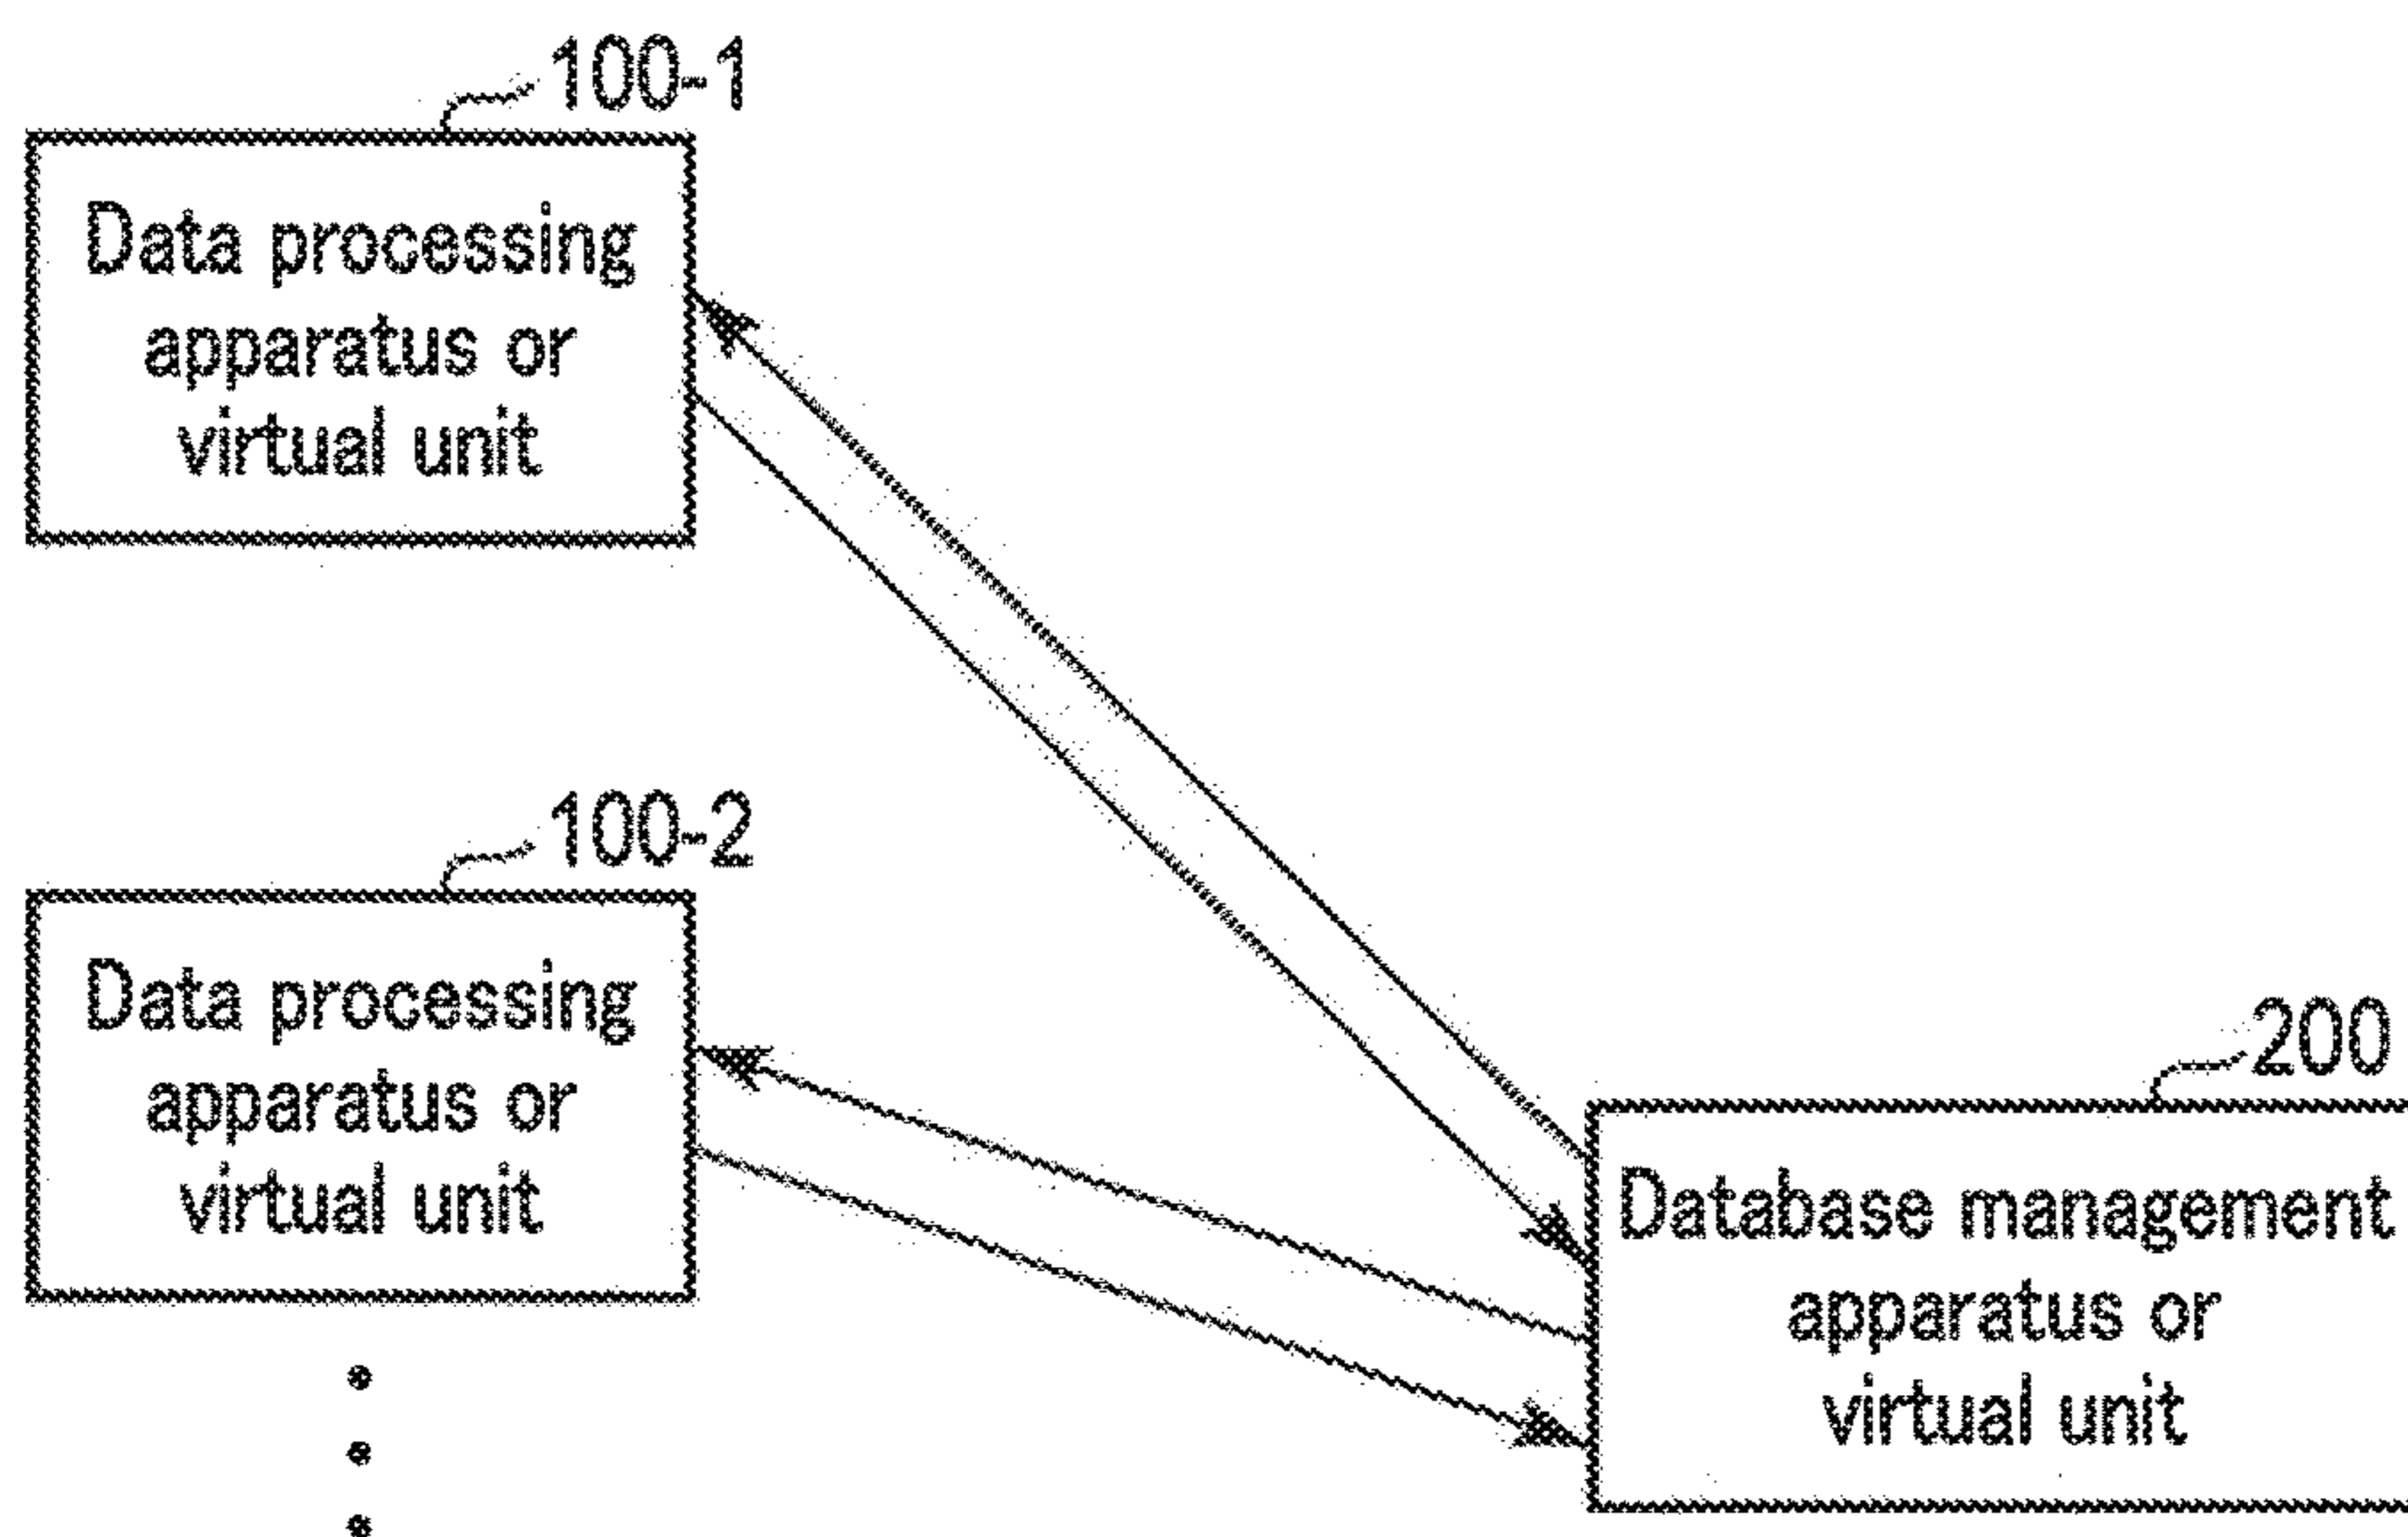 100-1
Data processing
apparatus or
virtual unit
100-2
Data processing
apparatus or
virtual unit
200
Database management
apparatus or
virtual unit